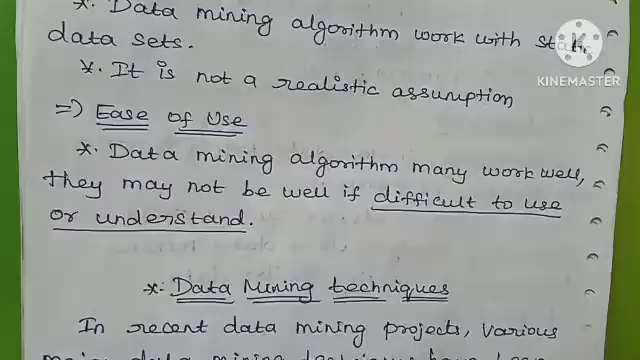 *. Data mining algorithm work with
data sets.
*. It is not a realistic assumption
=> Ease of Use
*. Data mining algorithm many work well,
they may not be well if difficult to use
or understand.
*. Data Mining techniques
In recent data mining projects, various
KINEMASTER